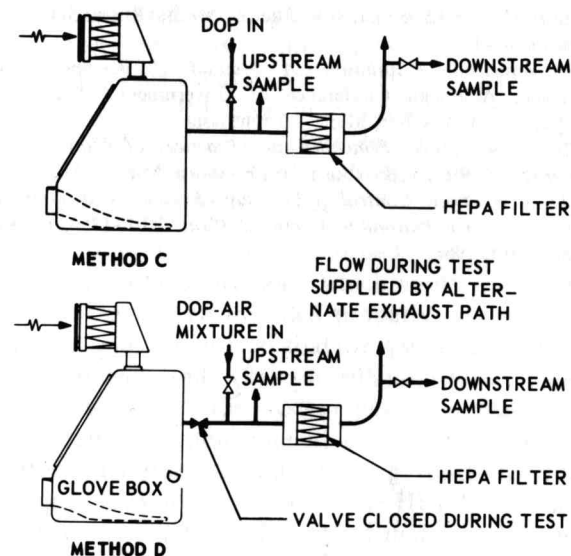 DOP IN
UPSTREAM
SAMPLE
DOWNSTREAM
SAMPLE
HEPA FILTER
METHOD C
FLOW DURING TEST
SUPPLIED BY ALTER-
NATE EXHAUST PATH
DOP-AIR
MIXTURE IN
UPSTREAM
SAMPLE
DOWNSTREAM
SAMPLE
HEPA FILTER
GLOVE BOX
VALVE CLOSED DURING TEST
METHOD D